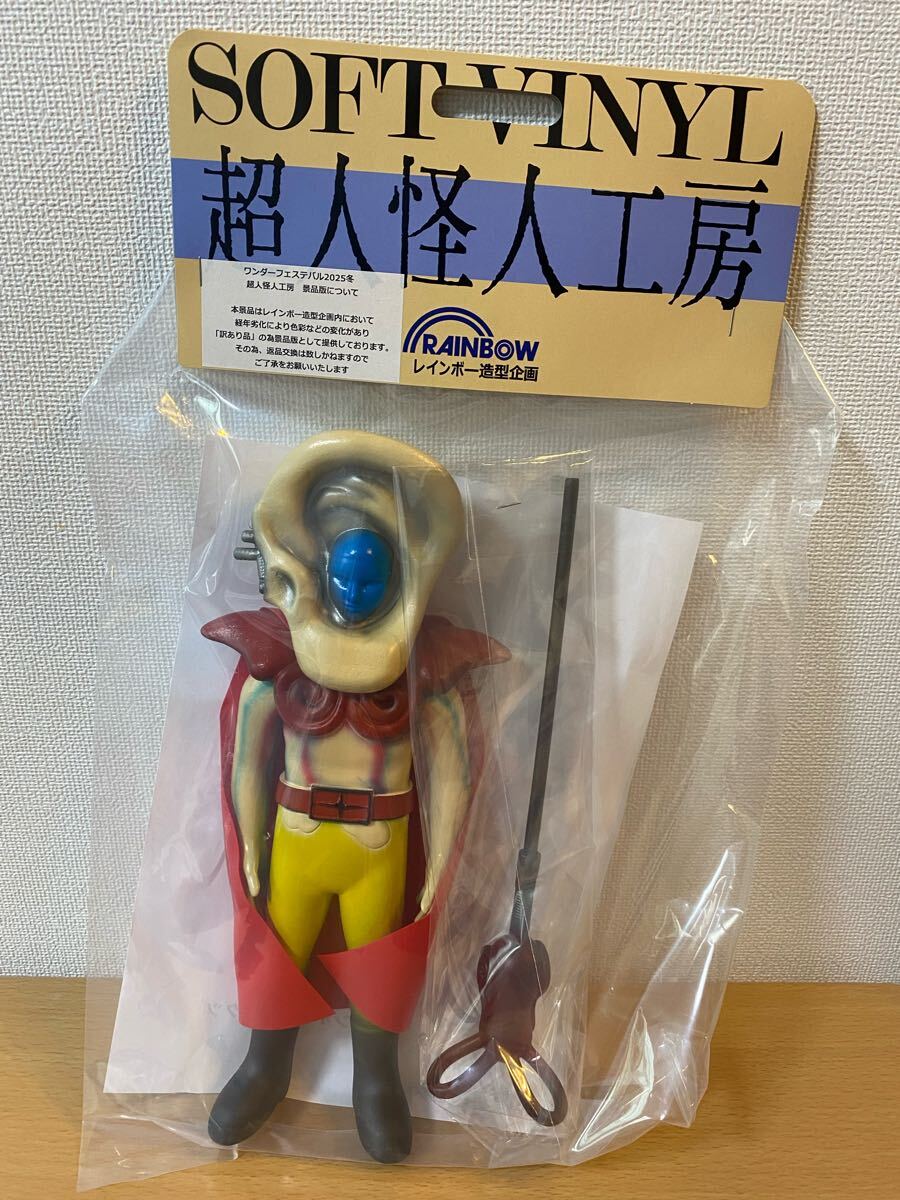 SOFT VINYL
超人怪人工房
ワンダーフェステバル2025冬
超人怪人工房　景品版について
本景品はレインボー造型企画内において
経年劣化により色彩などの変化があり
「訳あり品」の為景品版として提供しております。
その為、返品交換は致しかねますので
ご了承をお願いいたします
RAINBOW
レインボー造型企画